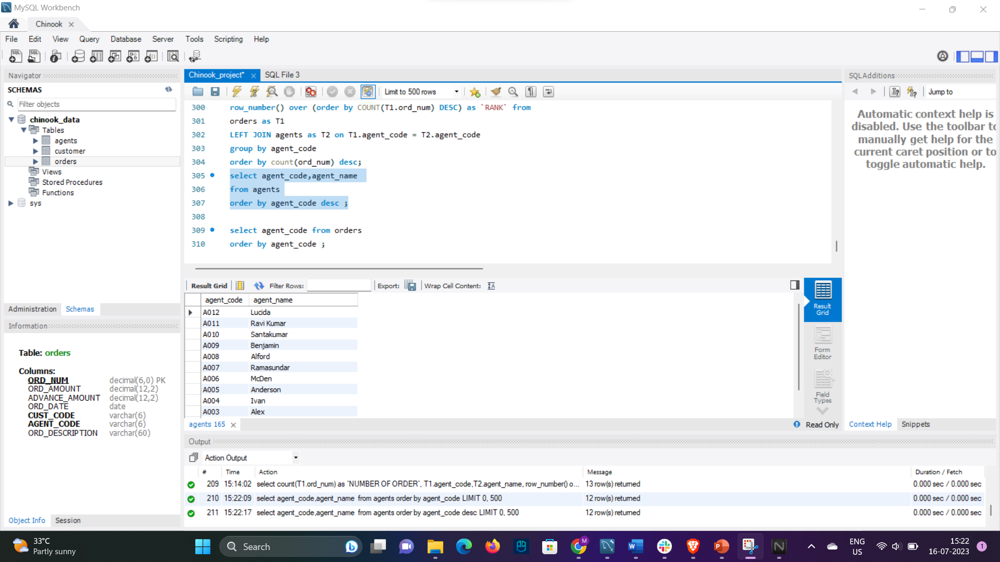 MySQL Workbench
Chinook
File Edit View Query Database Server Tools Scripting Help
Navigator
SCHEMAS
Filter objects
chinook_data
Tables
agents
customer
orders
Views
Stored Procedures
Functions
sys
Administration Schemas
Information
Table: orders
Columns:
ORD_NUM decimal(6,0) PK
ORD_AMOUNT decimal(12,2)
ADVANCE_AMOUNT decimal(12,2)
ORD_DATE date
CUST_CODE varchar(6)
AGENT_CODE varchar(6)
ORD_DESCRIPTION varchar(60)
Object Info Session
Chinook_project* SQL File 3
Limit to 500 rows
300 row_number() over (order by COUNT(T1.ord_num) DESC) as `RANK` from
301 orders as T1
302 LEFT JOIN agents as T2 on T1.agent_code = T2.agent_code
303 group by agent_code
304 order by count(ord_num) desc;
305 select agent_code,agent_name
306 from agents
307 order by agent_code desc ;
308
309 select agent_code from orders
310 order by agent_code ;
Result Grid Filter Rows: Export: Wrap Cell Content:
agent_code agent_name
A012 Lucida
A011 Ravi Kumar
A010 Santakumar
A009 Benjamin
A008 Alford
A007 Ramasundar
A006 McDen
A005 Anderson
A004 Ivan
A003 Alex
agents 165
Result
Grid
Form
Editor
Field
Types
Read Only
SQLAdditions
Jump to
Automatic context help is
disabled. Use the toolbar to
manually get help for the
current caret position or to
toggle automatic help.
Context Help Snippets
Output
Action Output
# Time Action Message Duration / Fetch
209 15:14:02 select count(T1.ord_num) as `NUMBER OF ORDER`, T1.agent_code,T2.agent_name, row_number() o... 13 row(s) returned 0.000 sec / 0.000 sec
210 15:22:09 select agent_code,agent_name from agents order by agent_code LIMIT 0, 500 12 row(s) returned 0.000 sec / 0.000 sec
211 15:22:17 select agent_code,agent_name from agents order by agent_code desc LIMIT 0, 500 12 row(s) returned 0.000 sec / 0.000 sec
33°C
Partly sunny
Search
ENG
US
15:22
16-07-2023
1